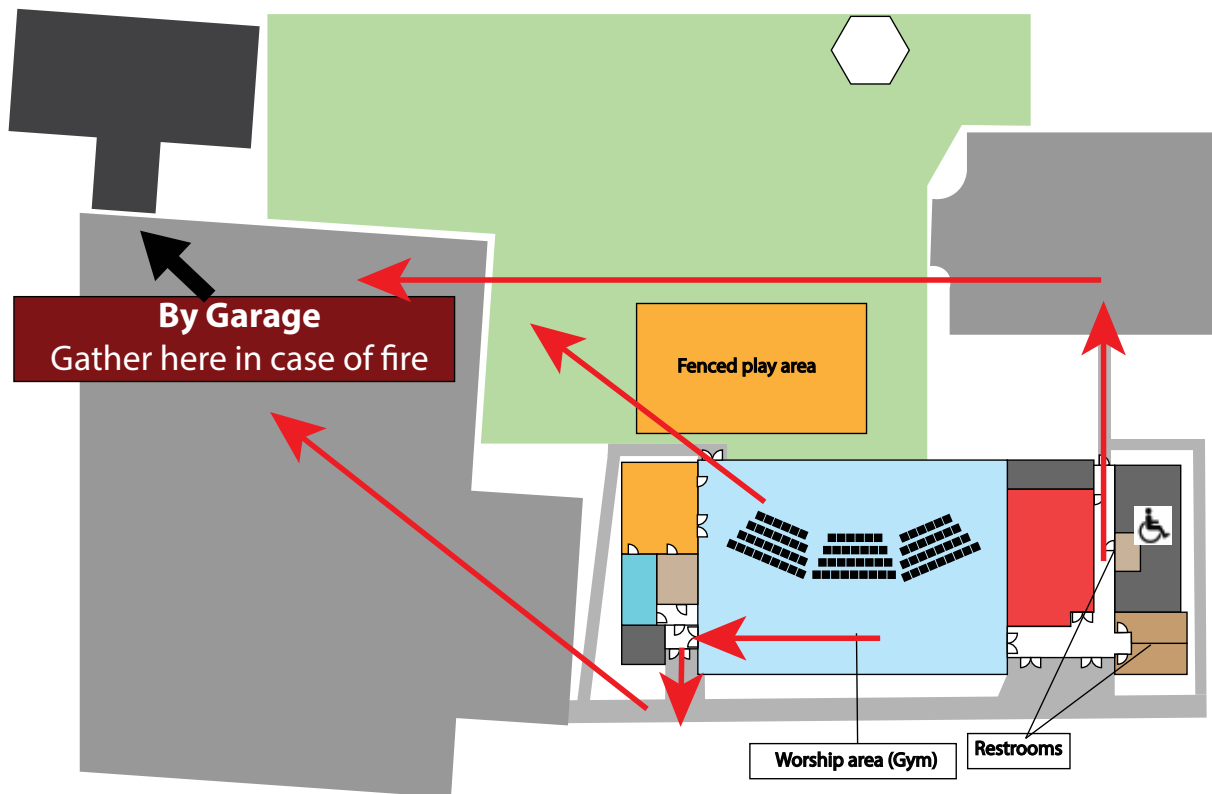 By Garage
Gather here in case of fire
Fenced play area
Restrooms
Worship area (Gym)